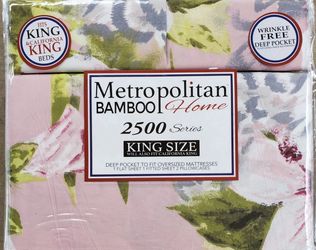 FITS
KING
& CALIFORNIA
KING
BEDS
WRINKLE
FREE
DEEP POCKET
Metropolitan
BAMBOO Home
2500 Series
KING SIZE
WILL ALSO FIT CALIFORNIA KING
DEEP POCKET TO FIT OVERSIZED MATTRESSES
1 FLAT SHEET 1 FITTED SHEET 2 PILLOWCASES